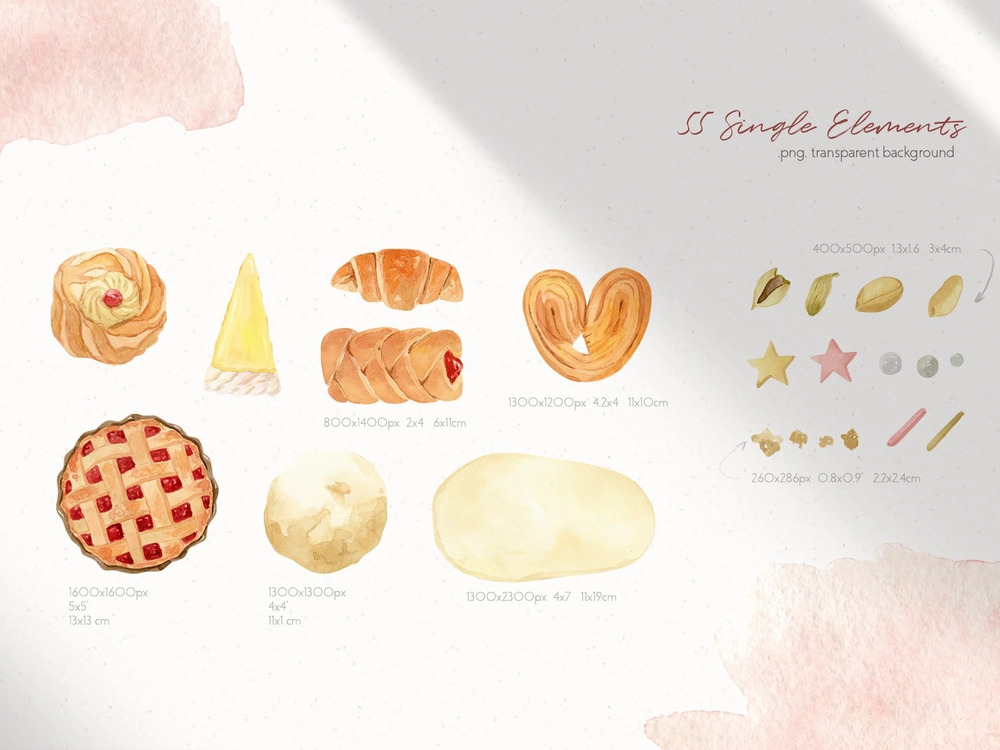 55 Single Elements
.png. transparent background
400x500px 1.3x1.6 3x4cm
1300x1200px 4.2x4 11x10cm
800x1400px 2x4 6x11cm
260x286px 0.8x0.9' 2.2x2.4cm
1600x1600px
5x5'
13x13 cm
1300x1300px
4x4'
11x1 cm
1300x2300px 4x7 11x19cm